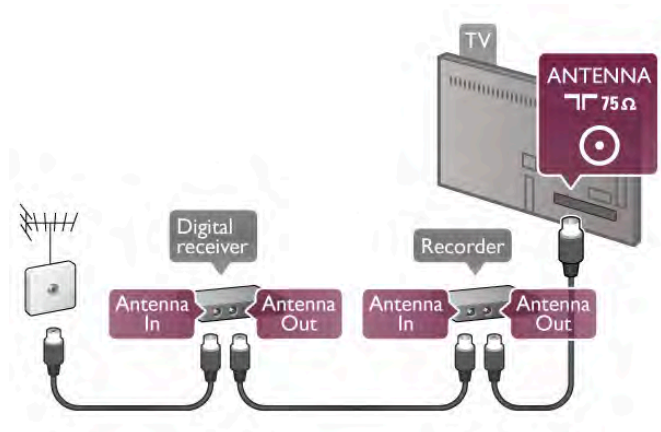 TV
ANTENNA
75Ω
Digital
receiver
Recorder
Antenna
In
Antenna
Out
Antenna
In
Antenna
Out